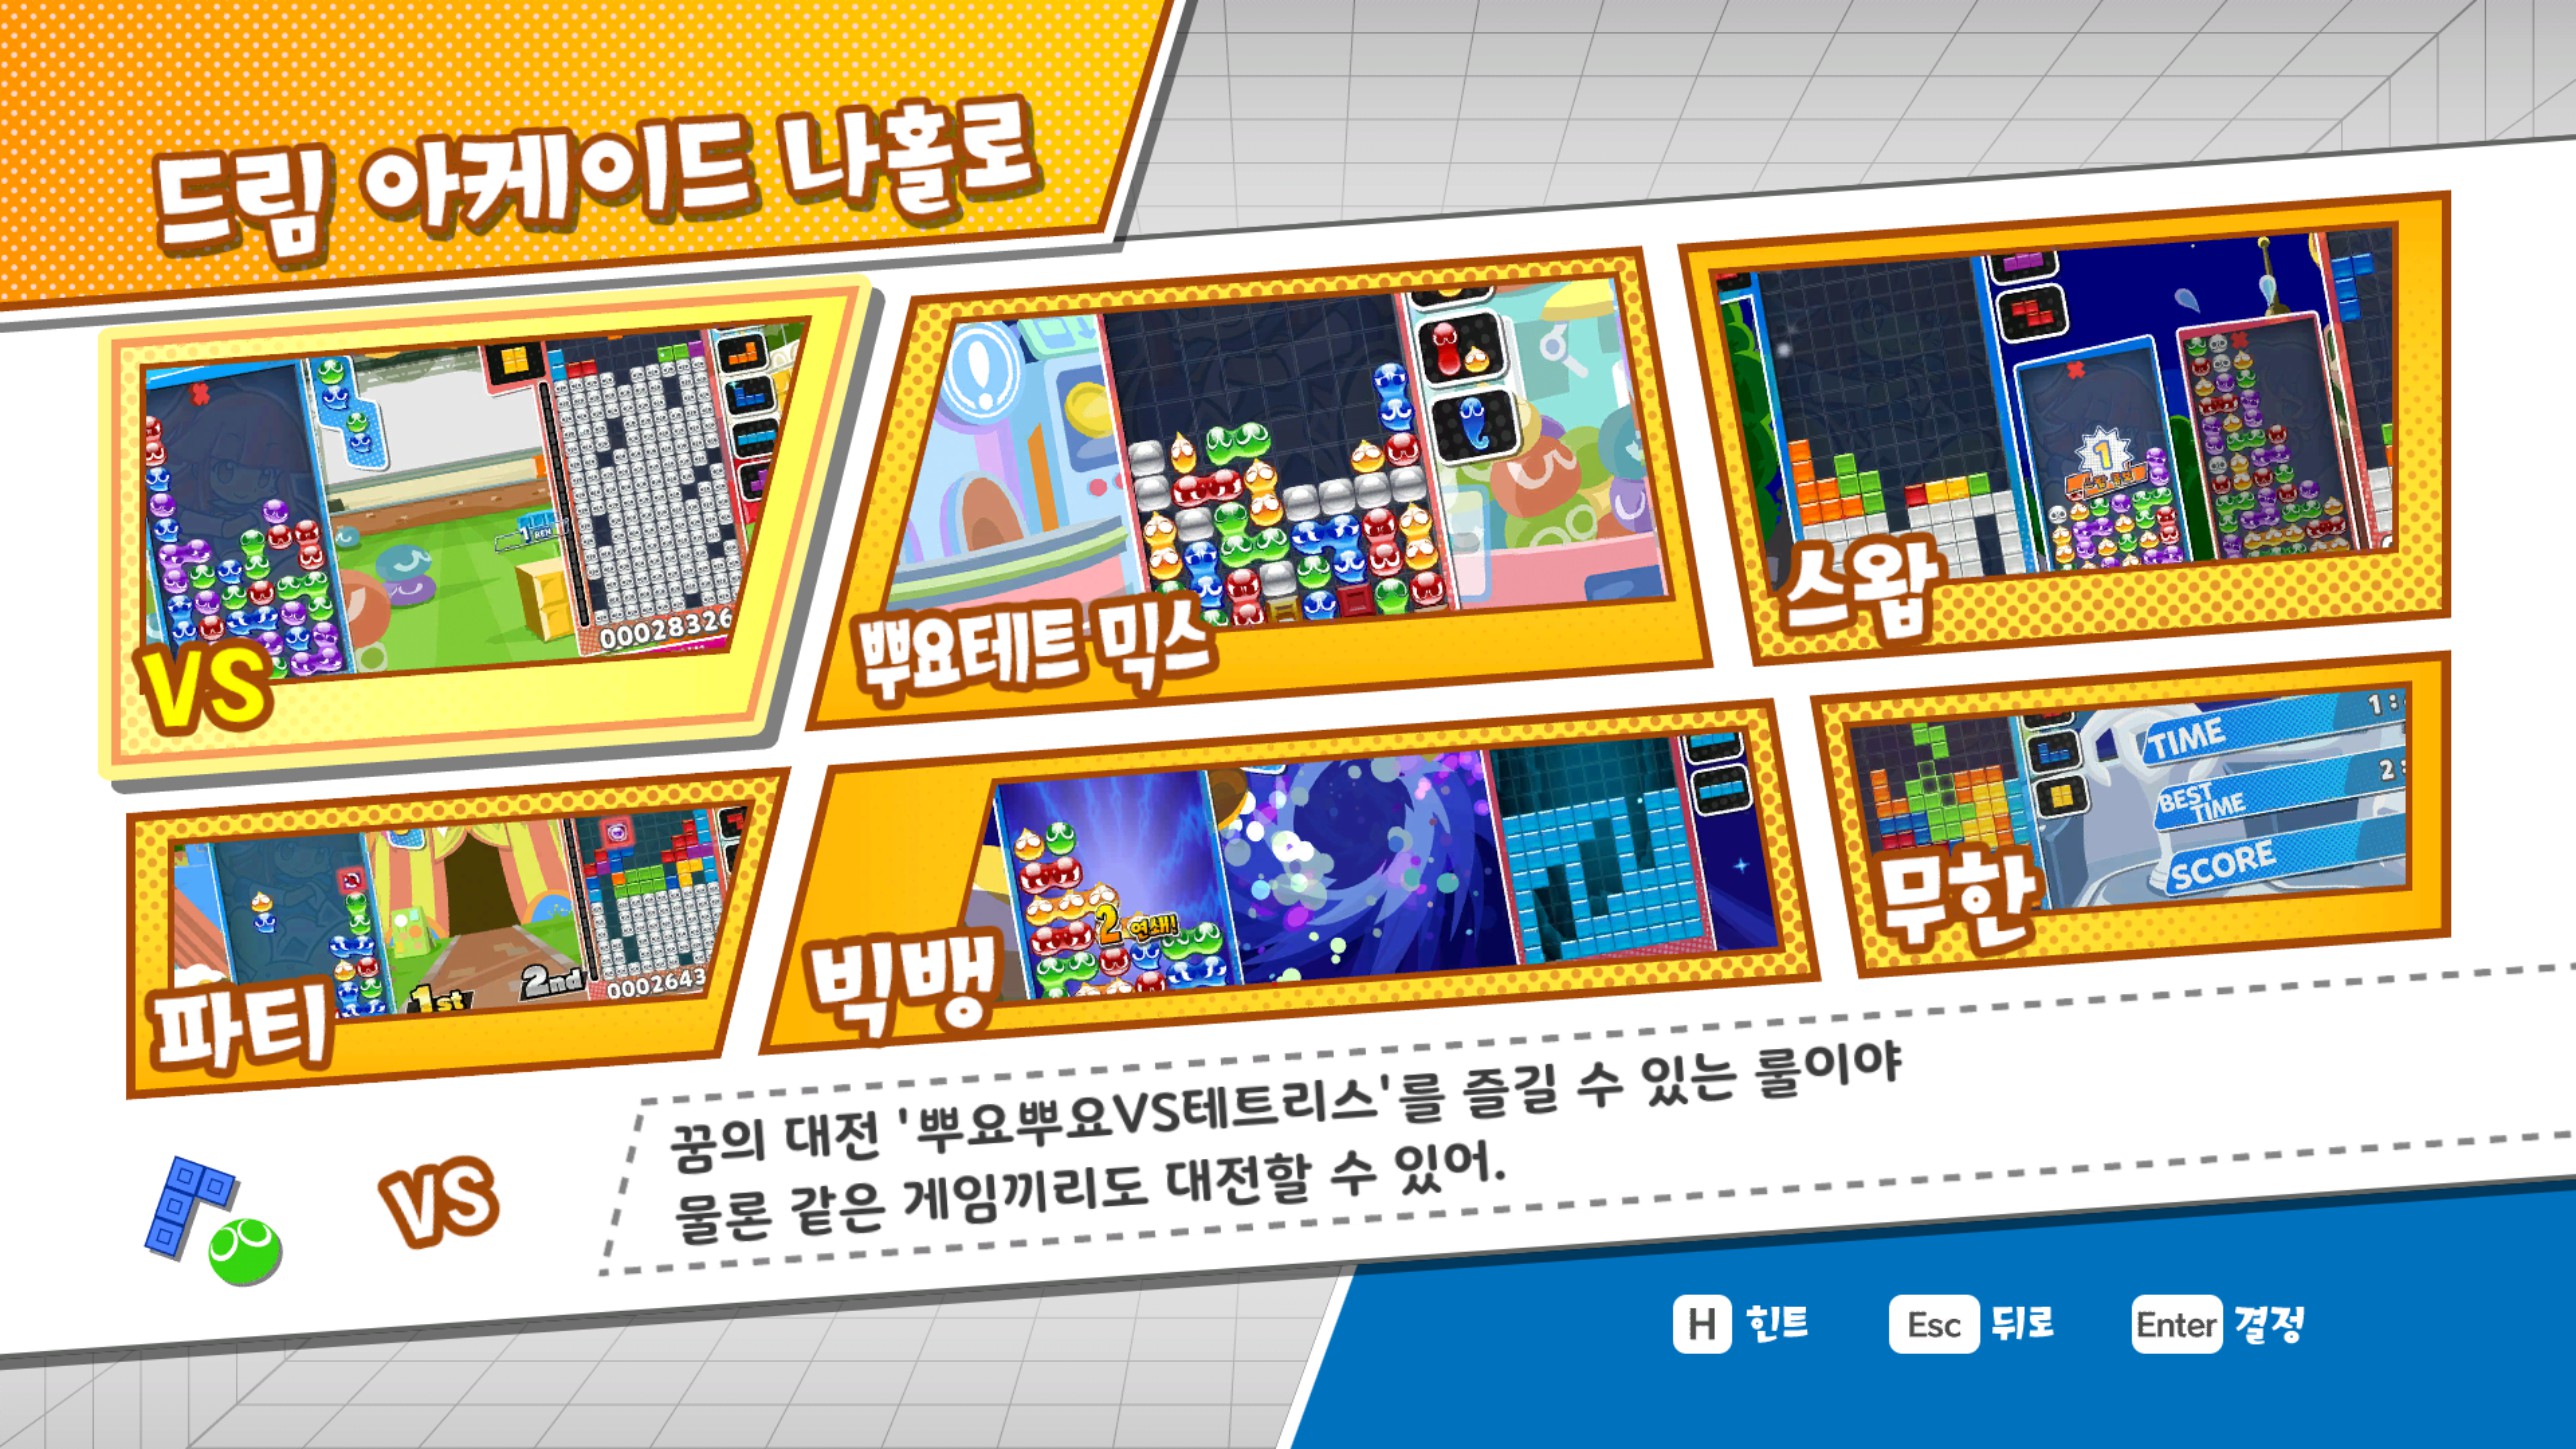 드림 아케이드 나홀로
00028326
VS
뿌요테트 믹스
1
스왑
1st
2nd
0002643
파티
2 연쇄!
빅뱅
TIME
1:
BEST
TIME
2:
SCORE
무한
VS
꿈의 대전 '뿌요뿌요VS테트리스'를 즐길 수 있는 룰이야
물론 같은 게임끼리도 대전할 수 있어.
H 힌트 Esc 뒤로 Enter 결정